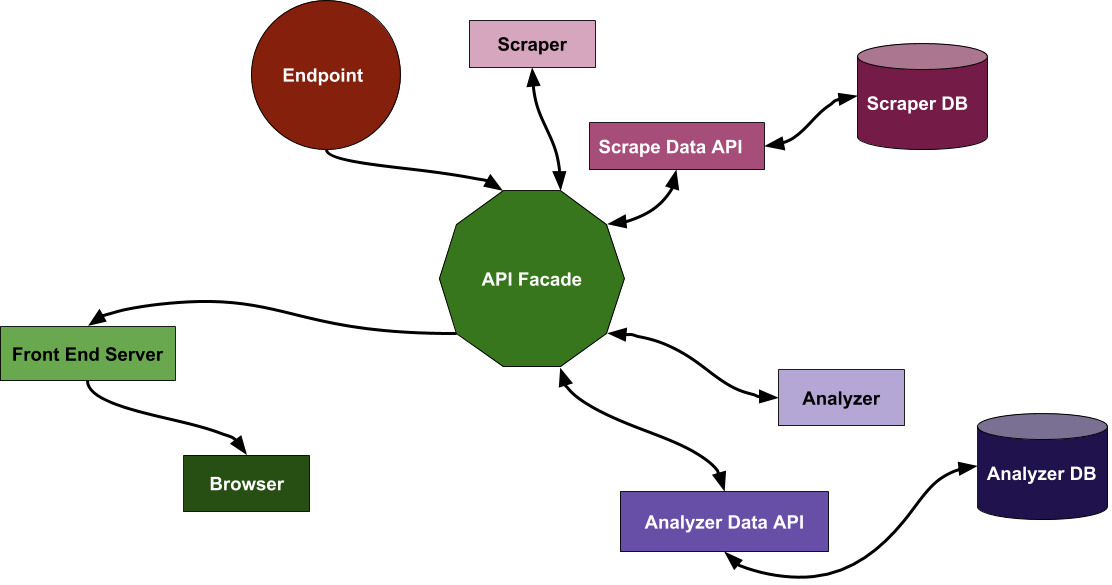 Endpoint
Scraper
Scraper DB
Scrape Data API
API Facade
Front End Server
Analyzer
Browser
Analyzer DB
Analyzer Data API